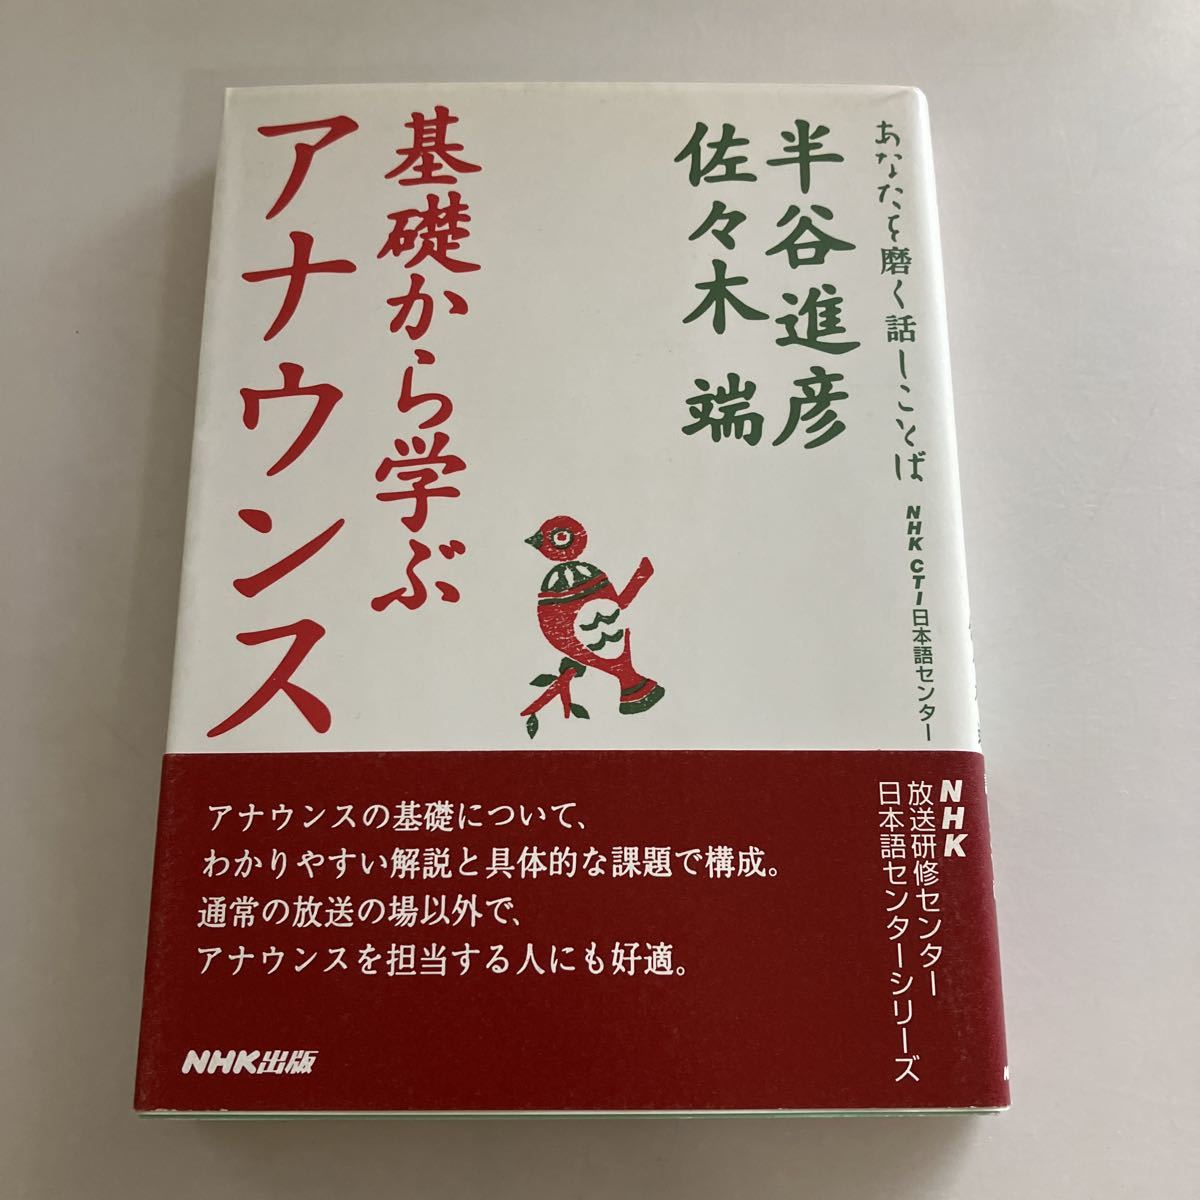 あなたを磨く話しことば
NHK CTI日本語センター
半谷進彦
佐々木 端
基礎から学ぶ
アナウンス
NHK
放送研修センター
日本語センターシリーズ
アナウンスの基礎について、
わかりやすい解説と具体的な課題で構成。
通常の放送の場以外で、
アナウンスを担当する人にも好適。
NHK出版